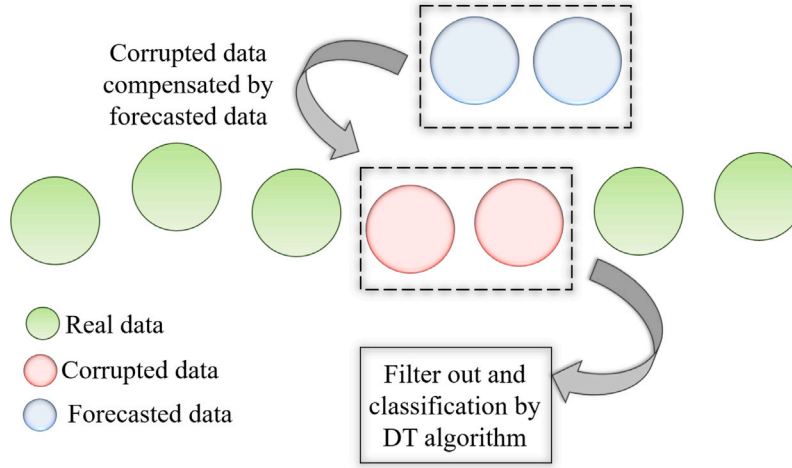 Corrupted data
compensated by
forecasted data
Real data
Corrupted data
Forecasted data
Filter out and
classification by
DT algorithm